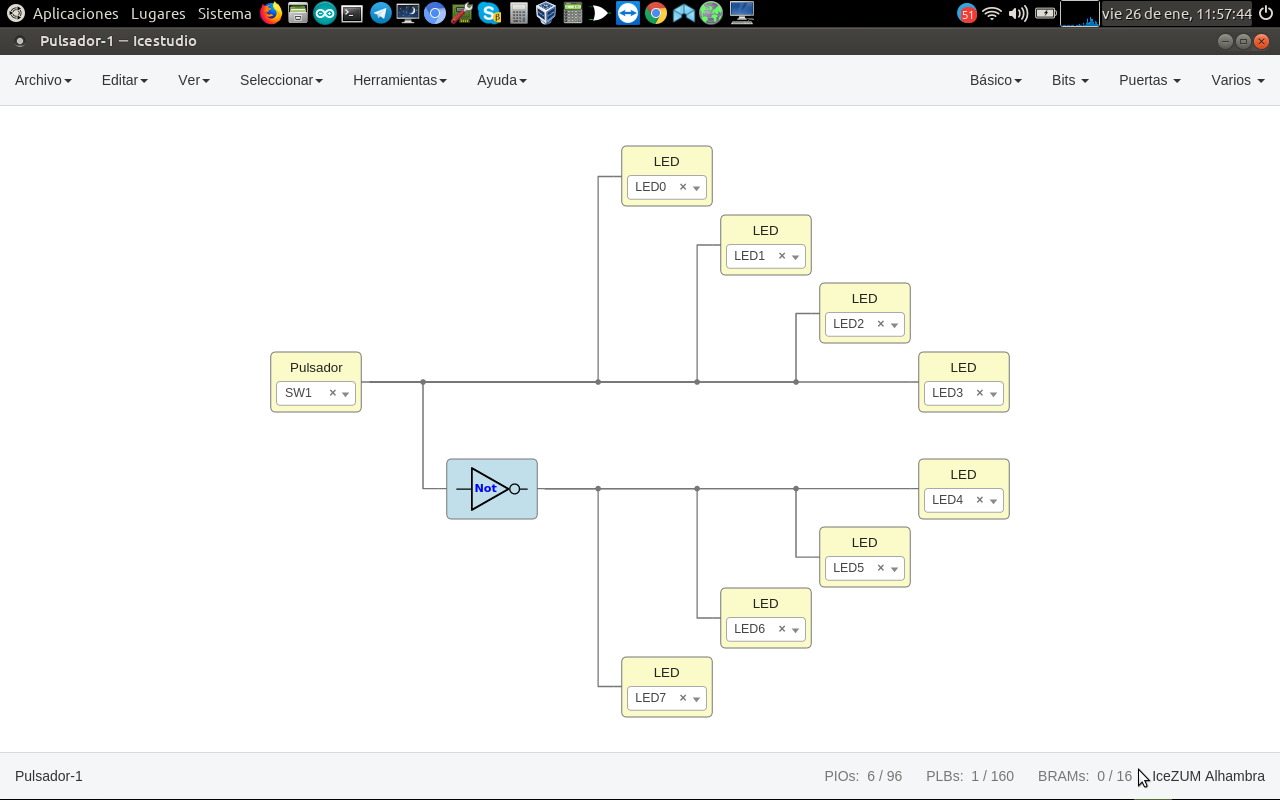 Aplicaciones Lugares Sistema 51 vie 26 de ene, 11:57:44
Pulsador-1 — Icestudio
Archivo Editar Ver Seleccionar Herramientas Ayuda Básico Bits Puertas Varios
LED
LED0 ×
LED
LED1 ×
LED
LED2 ×
Pulsador
SW1 ×
LED
LED3 ×
Not
LED
LED4 ×
LED
LED5 ×
LED
LED6 ×
LED
LED7 ×
Pulsador-1 PIOs: 6 / 96 PLBs: 1 / 160 BRAMs: 0 / 16 IceZUM Alhambra